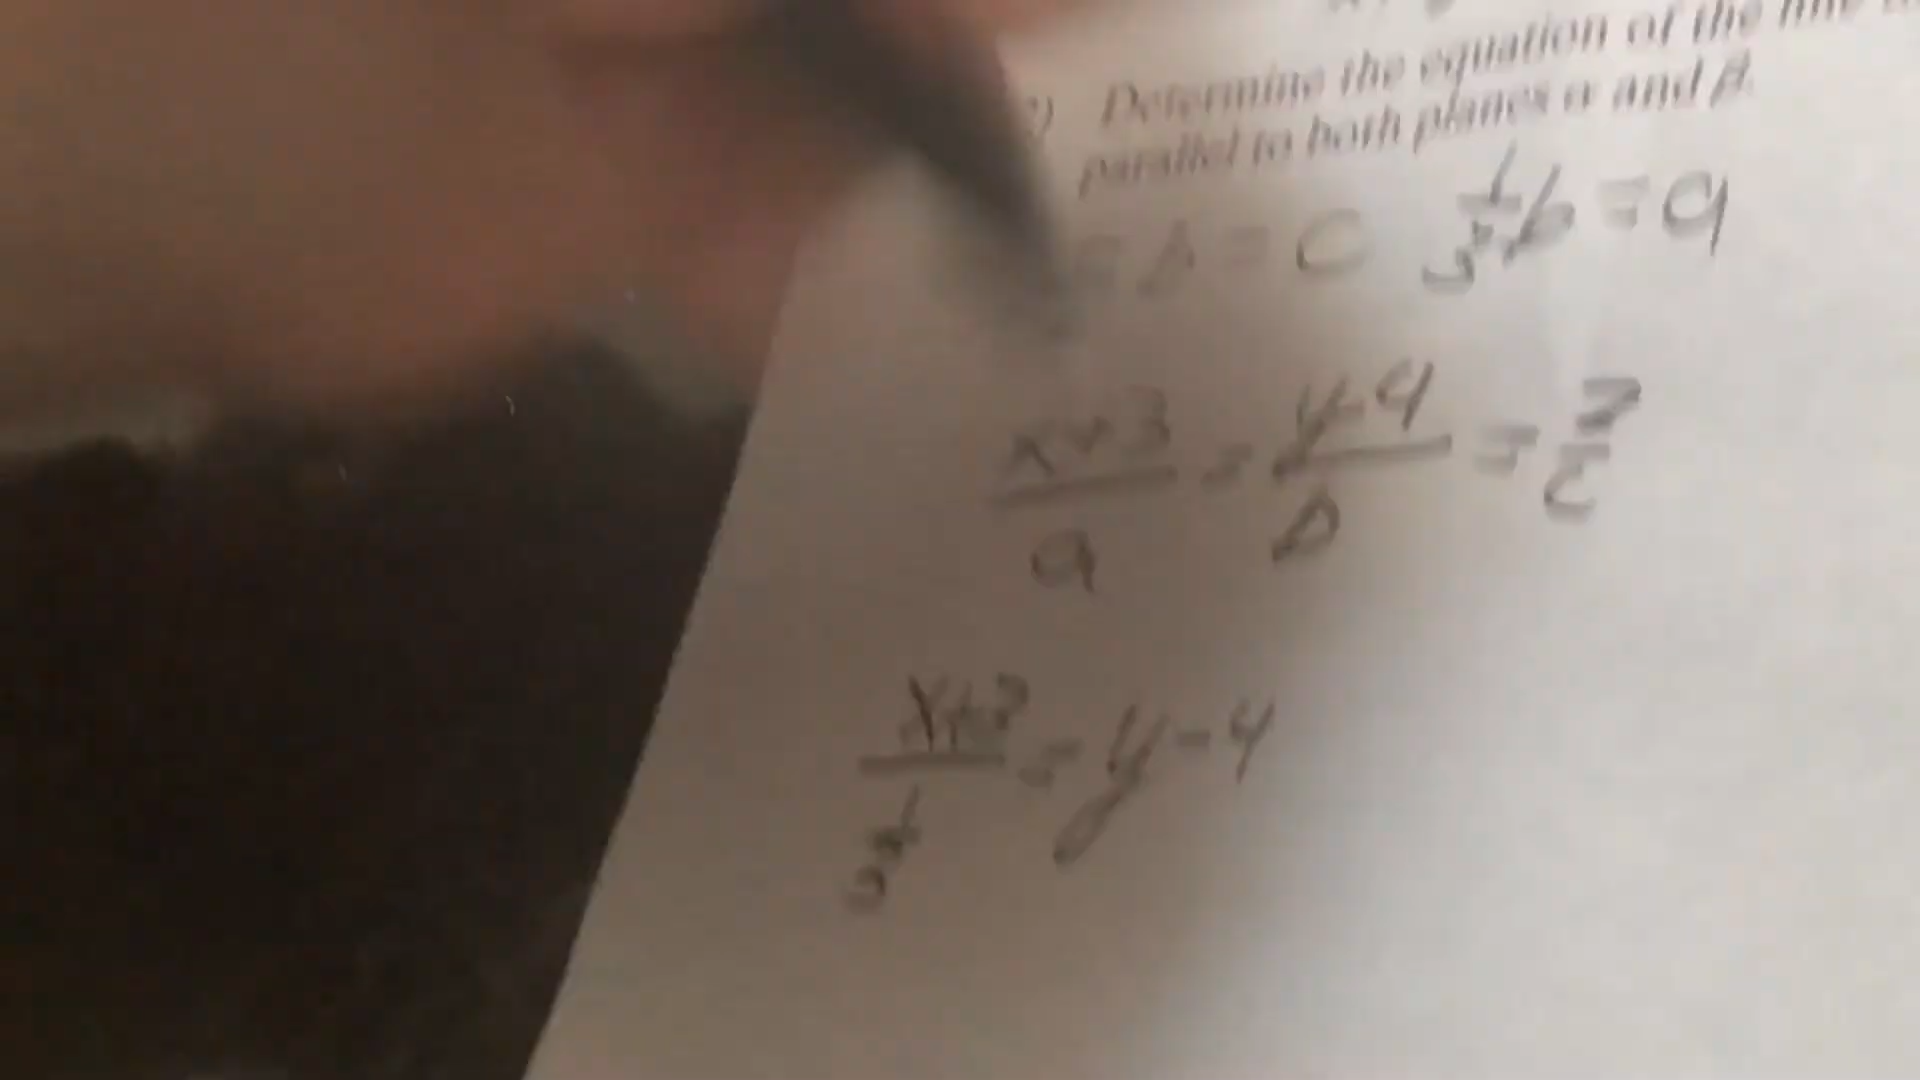 2) Determine the equation of the line
parallel to both planes α and β.
= b = C 1/3 b = a
x+3/a = y-4/b = z/c
x+3/(1/3) = y-4